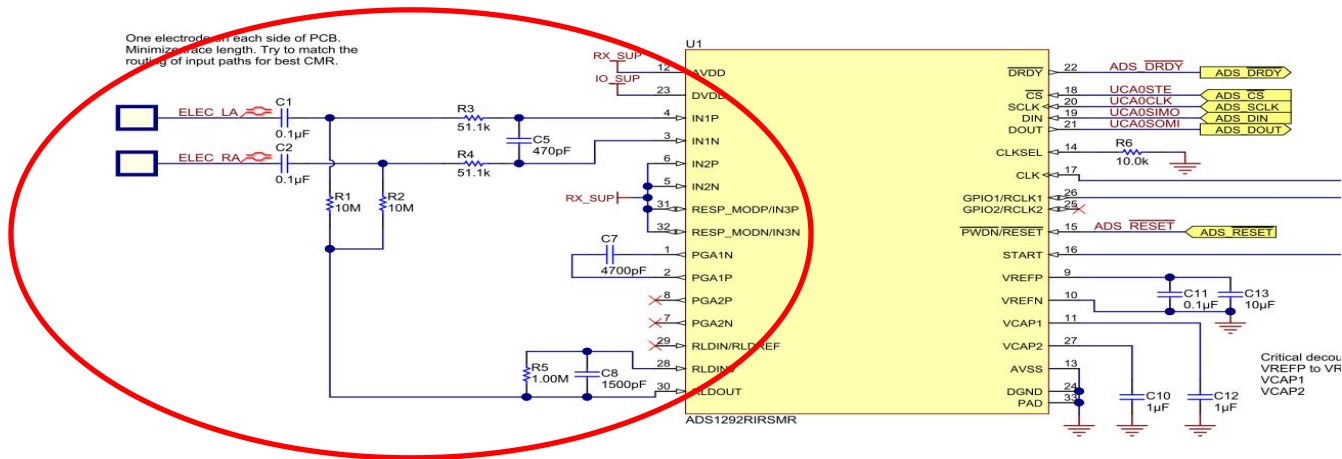 One electrode on each side of PCB.
Minimize trace length. Try to match the
routing of input paths for best CMR.
ELEC_LA
C1
0.1µF
ELEC_RA
C2
0.1µF
R3
51.1k
C5
470pF
R4
51.1k
R1
10M
R2
10M
C7
4700pF
R5
1.00M
C8
1500pF
RX_SUP
IO_SUP
RX_SUP
U1
12 AVDD
23 DVDD
4 IN1P
3 IN1N
6 IN2P
5 IN2N
31 RESP_MODP/IN3P
32 RESP_MODN/IN3N
1 PGA1N
2 PGA1P
8 PGA2P
7 PGA2N
29 RLDIN/RLDREF
28 RLDINV
30 RLDOUT
ADS1292RIRSMR
DRDY 22 ADS_DRDY ADS_DRDY
CS 18 UCA0STE ADS_CS
SCLK 20 UCA0CLK ADS_SCLK
DIN 19 UCA0SIMO ADS_DIN
DOUT 21 UCA0SOMI ADS_DOUT
CLKSEL 14
R6
10.0k
CLK 17
GPIO1/RCLK1 26
GPIO2/RCLK2 25
PWDN/RESET 15 ADS_RESET ADS_RESET
START 16
VREFP 9
VREFN 10
C11
0.1µF
C13
10µF
VCAP1 11
VCAP2 27
AVSS 13
DGND 24
PAD 33
C10
1µF
C12
1µF
Critical decou
VREFP to VR
VCAP1
VCAP2